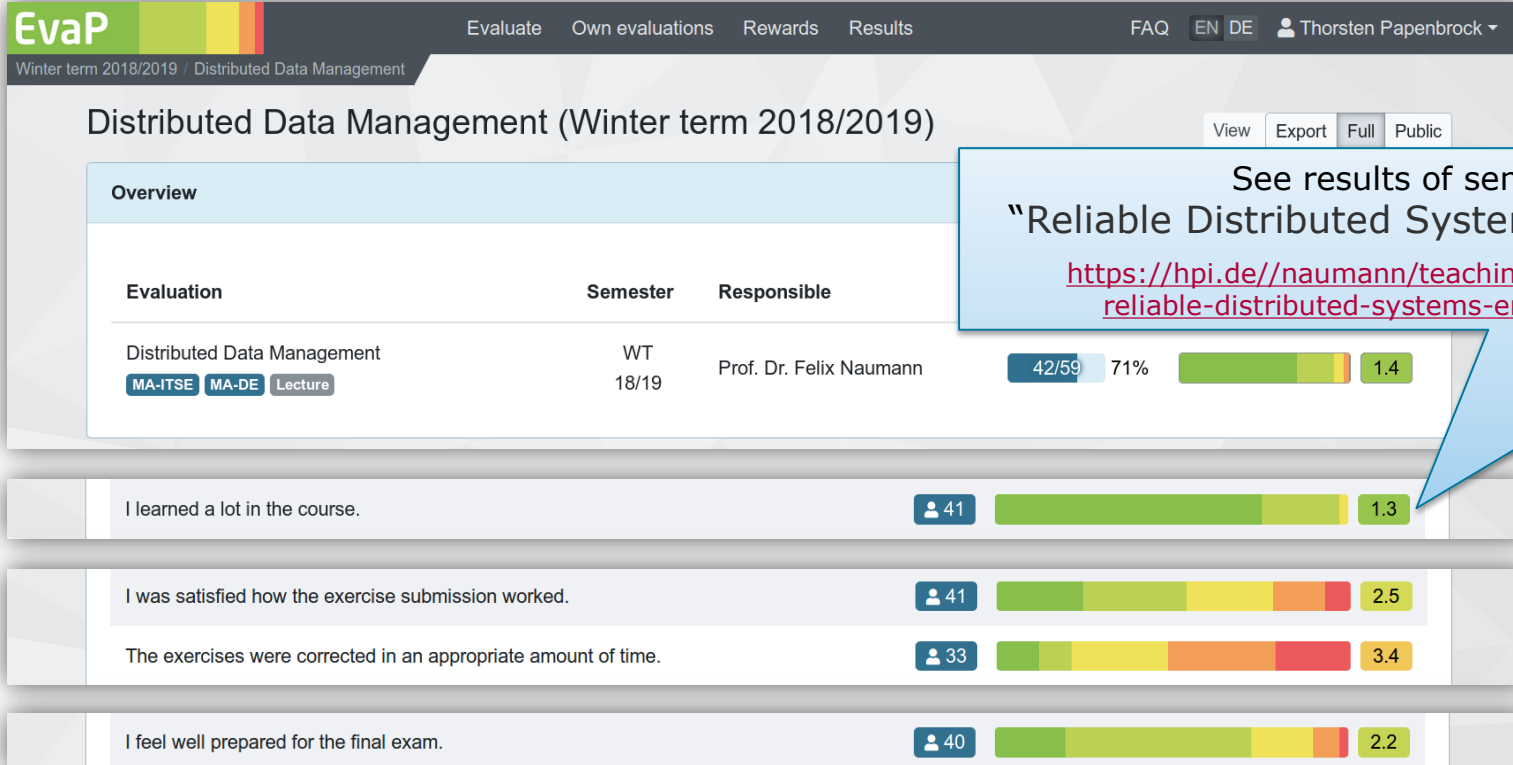 EvaP
Evaluate Own evaluations Rewards Results FAQ EN DE Thorsten Papenbrock
Winter term 2018/2019 / Distributed Data Management
Distributed Data Management (Winter term 2018/2019)
View Export Full Public
Overview
See results of
"Reliable Distributed
https://hpi.de//naumann/
reliable-distributed-systems-
Evaluation Semester Responsible
Distributed Data Management
MA-ITSE MA-DE Lecture
WT
18/19
Prof. Dr. Felix Naumann
42/59 71% 1.4
I learned a lot in the course. 41 1.3
I was satisfied how the exercise submission worked. 41 2.5
The exercises were corrected in an appropriate amount of time. 33 3.4
I feel well prepared for the final exam. 40 2.2